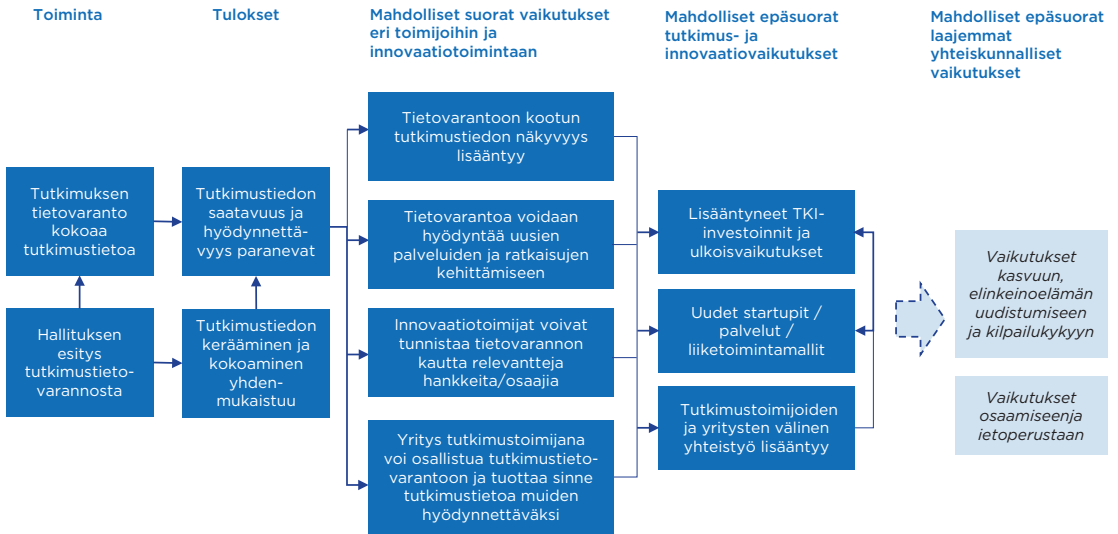 Toiminta
Tulokset
Mahdolliset suorat vaikutukset
eri toimijoihin ja
innovaatiotoimintaan
Mahdolliset epäsuorat
tutkimus- ja
innovaatiovaikutukset
Mahdolliset epäsuorat
laajemmat
yhteiskunnalliset
vaikutukset
Tutkimuksen
tietovaranto
kokoaa
tutkimustietoa
Hallituksen
esitys
tutkimustieto-
varannosta
Tutkimustiedon
saatavuus ja
hyödynnettä-
vyys paranevat
Tutkimustiedon
kerääminen ja
kokoaminen
yhden-
mukaistuu
Tietovarantoon kootun
tutkimustiedon näkyvyys
lisääntyy
Tietovarantoa voidaan
hyödyntää uusien
palveluiden ja ratkaisujen
kehittämiseen
Innovaatiotoimijat voivat
tunnistaa tietovarannon
kautta relevantteja
hankkeita/osaajia
Yritys tutkimustoimijana
voi osallistua tutkimustieto-
varantoon ja tuottaa sinne
tutkimustietoa muiden
hyödynnettäväksi
Lisääntyneet TKI-
investoinnit ja
ulkoisvaikutukset
Uudet startupit /
palvelut /
liiketoimintamallit
Tutkimustoimijoiden
ja yritysten välinen
yhteistyö lisääntyy
Vaikutukset
kasvuun,
elinkeinoelämän
uudistumiseen
ja kilpailukykyyn
Vaikutukset
osaamiseenja
ietoperustaan